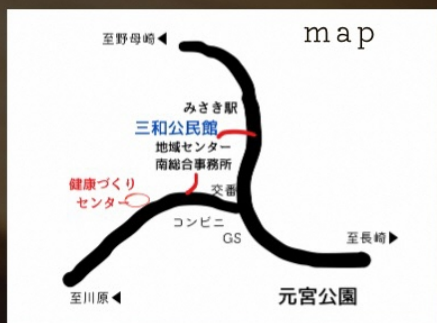 map
至野母崎◀
みさき駅
三和公民館
地域センター
南総合事務所
健康づくり
センター
交番
コンビニ
GS
至長崎▶
至川原◀
元宮公園